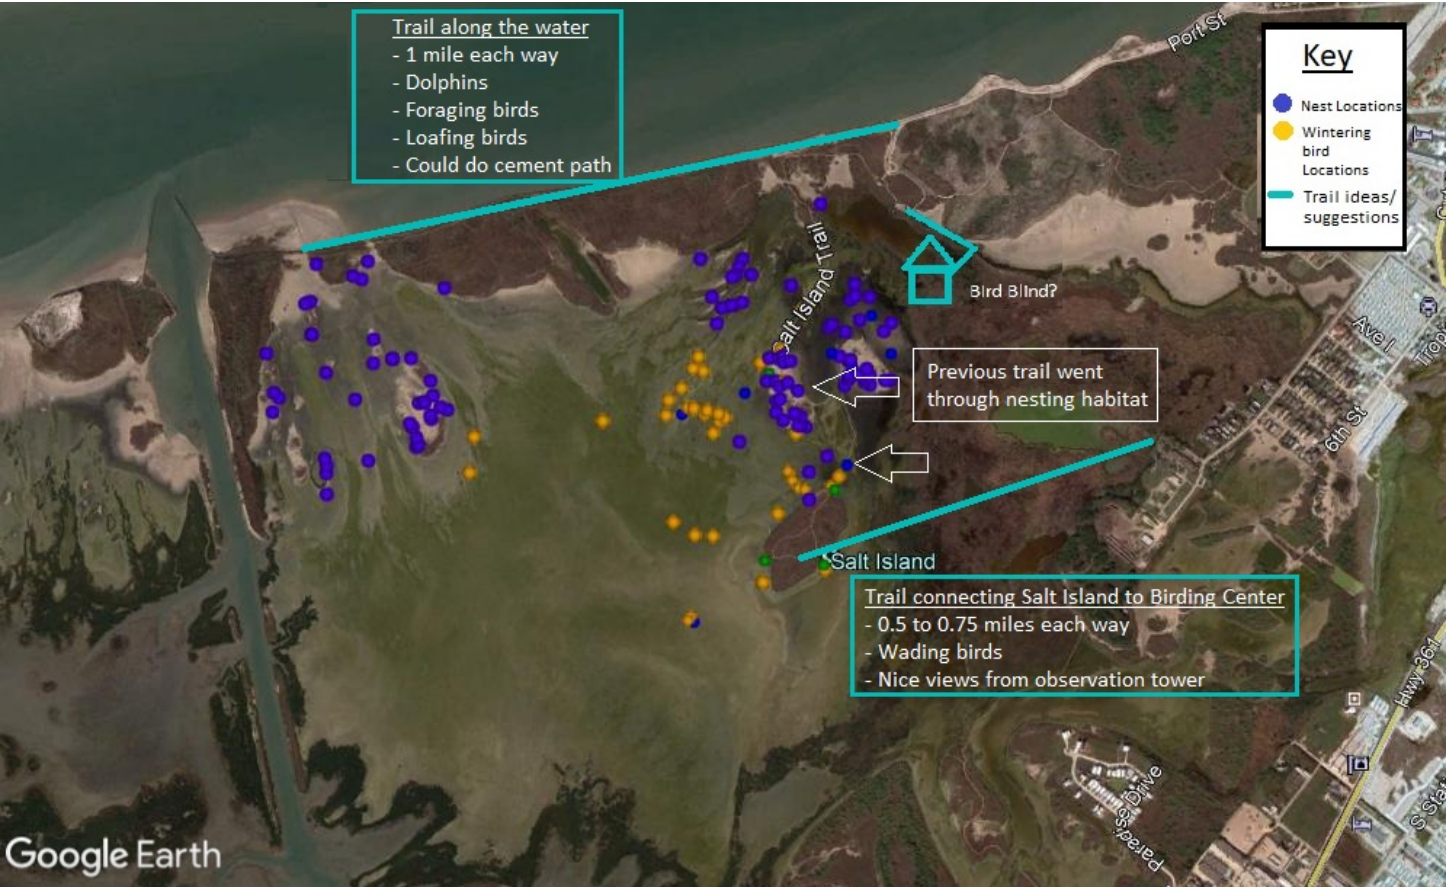 Trail along the water
- 1 mile each way
- Dolphins
- Foraging birds
- Loafing birds
- Could do cement path
Port St
Key
Nest Locations
Wintering
bird
Locations
Trail ideas/
suggestions
Salt Island Trail
Bird Blind?
Ave I
Previous trail went
through nesting habitat
6th St
Salt Island
Trail connecting Salt Island to Birding Center
- 0.5 to 0.75 miles each way
- Wading birds
- Nice views from observation tower
Hwy 361
Paradise Drive
Google Earth